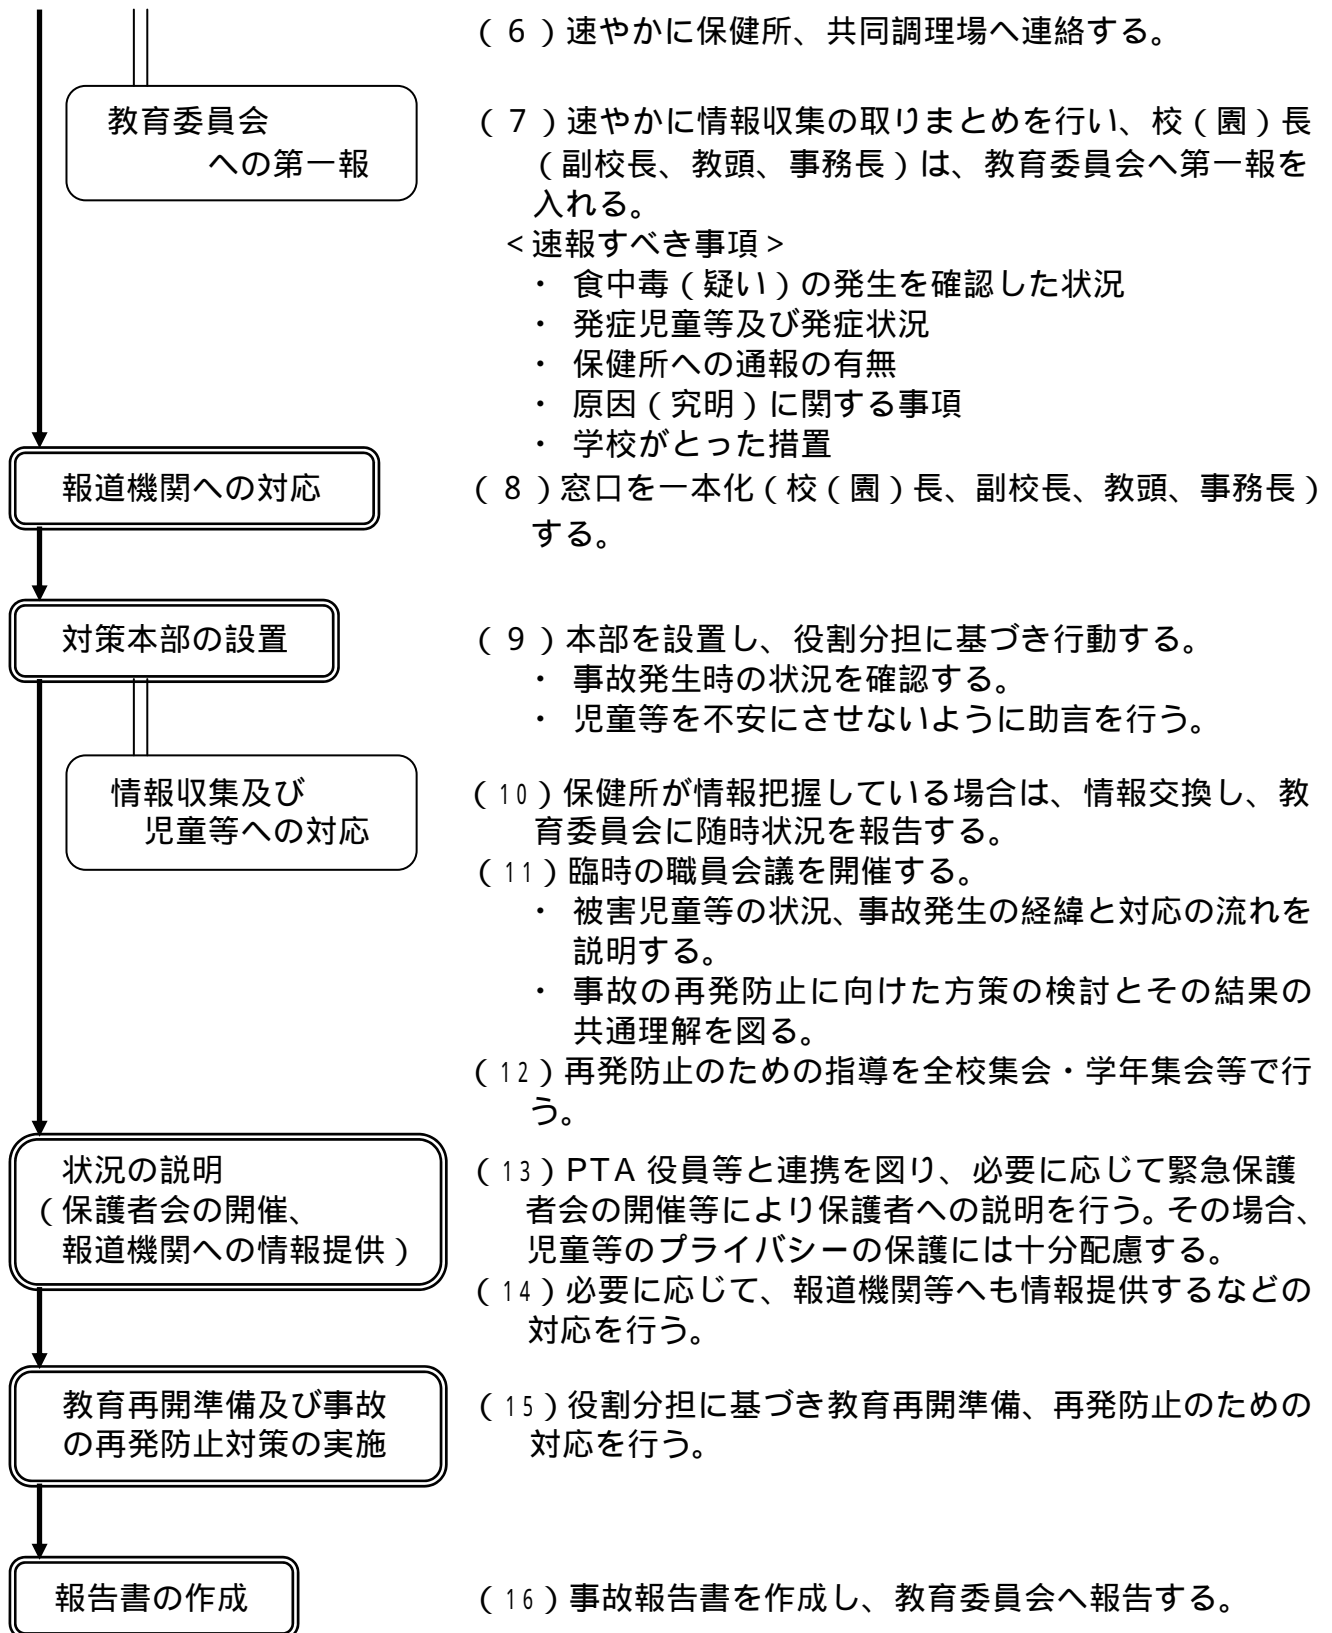 (6)速やかに保健所、共同調理場へ連絡する。
教育委員会
への第一報
(7)速やかに情報収集の取りまとめを行い、校(園)長
(副校長、教頭、事務長)は、教育委員会へ第一報を
入れる。
<速報すべき事項>
・ 食中毒(疑い)の発生を確認した状況
・ 発症児童等及び発症状況
・ 保健所への通報の有無
・ 原因(究明)に関する事項
・ 学校がとった措置
報道機関への対応
(8)窓口を一本化(校(園)長、副校長、教頭、事務長)
する。
対策本部の設置
(9)本部を設置し、役割分担に基づき行動する。
・ 事故発生時の状況を確認する。
・ 児童等を不安にさせないように助言を行う。
情報収集及び
児童等への対応
(10)保健所が情報把握している場合は、情報交換し、教
育委員会に随時状況を報告する。
(11)臨時の職員会議を開催する。
・ 被害児童等の状況、事故発生の経緯と対応の流れを
説明する。
・ 事故の再発防止に向けた方策の検討とその結果の
共通理解を図る。
(12)再発防止のための指導を全校集会・学年集会等で行
う。
状況の説明
(保護者会の開催、
報道機関への情報提供)
(13)PTA 役員等と連携を図り、必要に応じて緊急保護
者会の開催等により保護者への説明を行う。その場合、
児童等のプライバシーの保護には十分配慮する。
(14)必要に応じて、報道機関等へも情報提供するなどの
対応を行う。
教育再開準備及び事故
の再発防止対策の実施
(15)役割分担に基づき教育再開準備、再発防止のための
対応を行う。
報告書の作成
(16)事故報告書を作成し、教育委員会へ報告する。